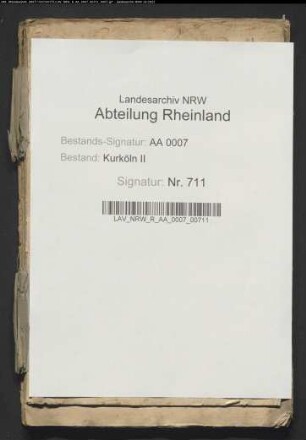 Landesarchiv NRW
Abteilung Rheinland
Bestands-Signatur: AA 0007
Bestand: Kurköln II
Signatur: Nr. 711
LAV_NRW_R_AA_0007_00711